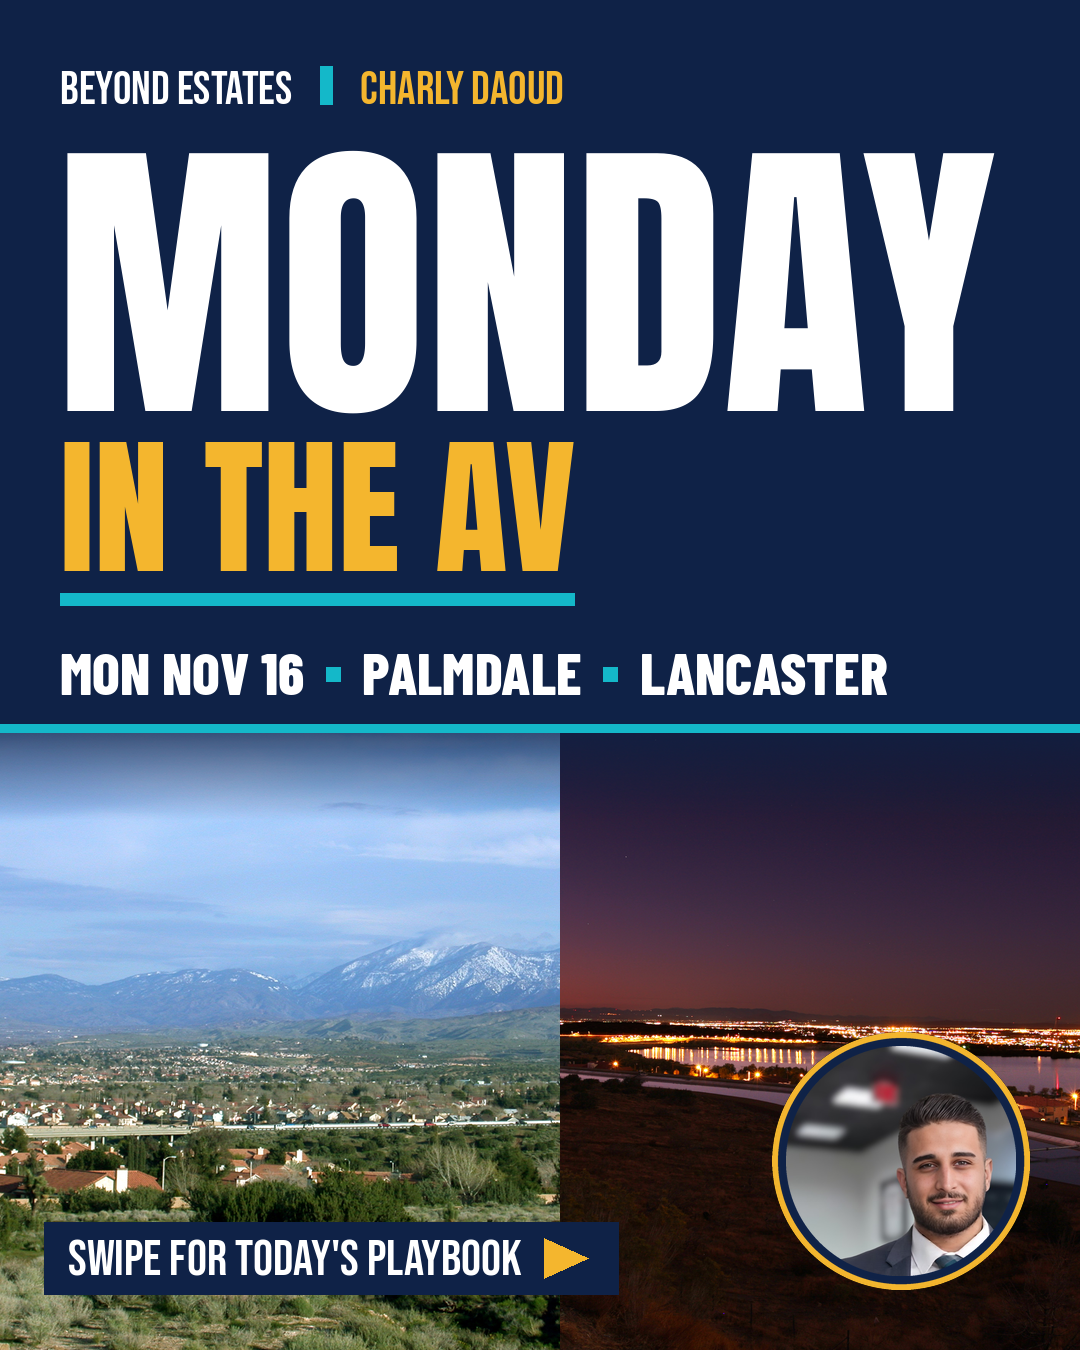 BEYOND ESTATES CHARLY DAOUD
MONDAY
IN THE AV
MON NOV 16 ▪ PALMDALE ▪ LANCASTER
SWIPE FOR TODAY'S PLAYBOOK